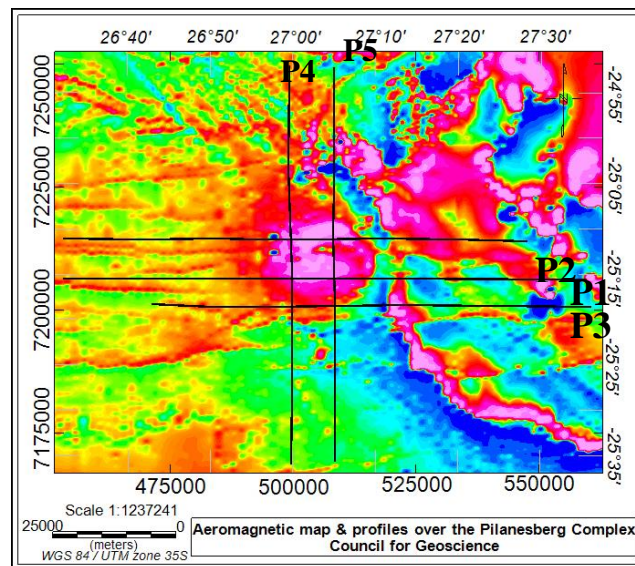 26°40' 26°50' 27°00' 27°10' 27°20' 27°30'
P5
P4
7250000 7225000 7200000 7175000
-24°55' -25°05' -25°15' -25°25' -25°35'
P2
P1
P3
475000 500000 525000 550000
Scale 1:1237241
25000 0
(meters)
WGS 84 / UTM zone 35S
Aeromagnetic map & profiles over the Pilanesberg Complex
Council for Geoscience